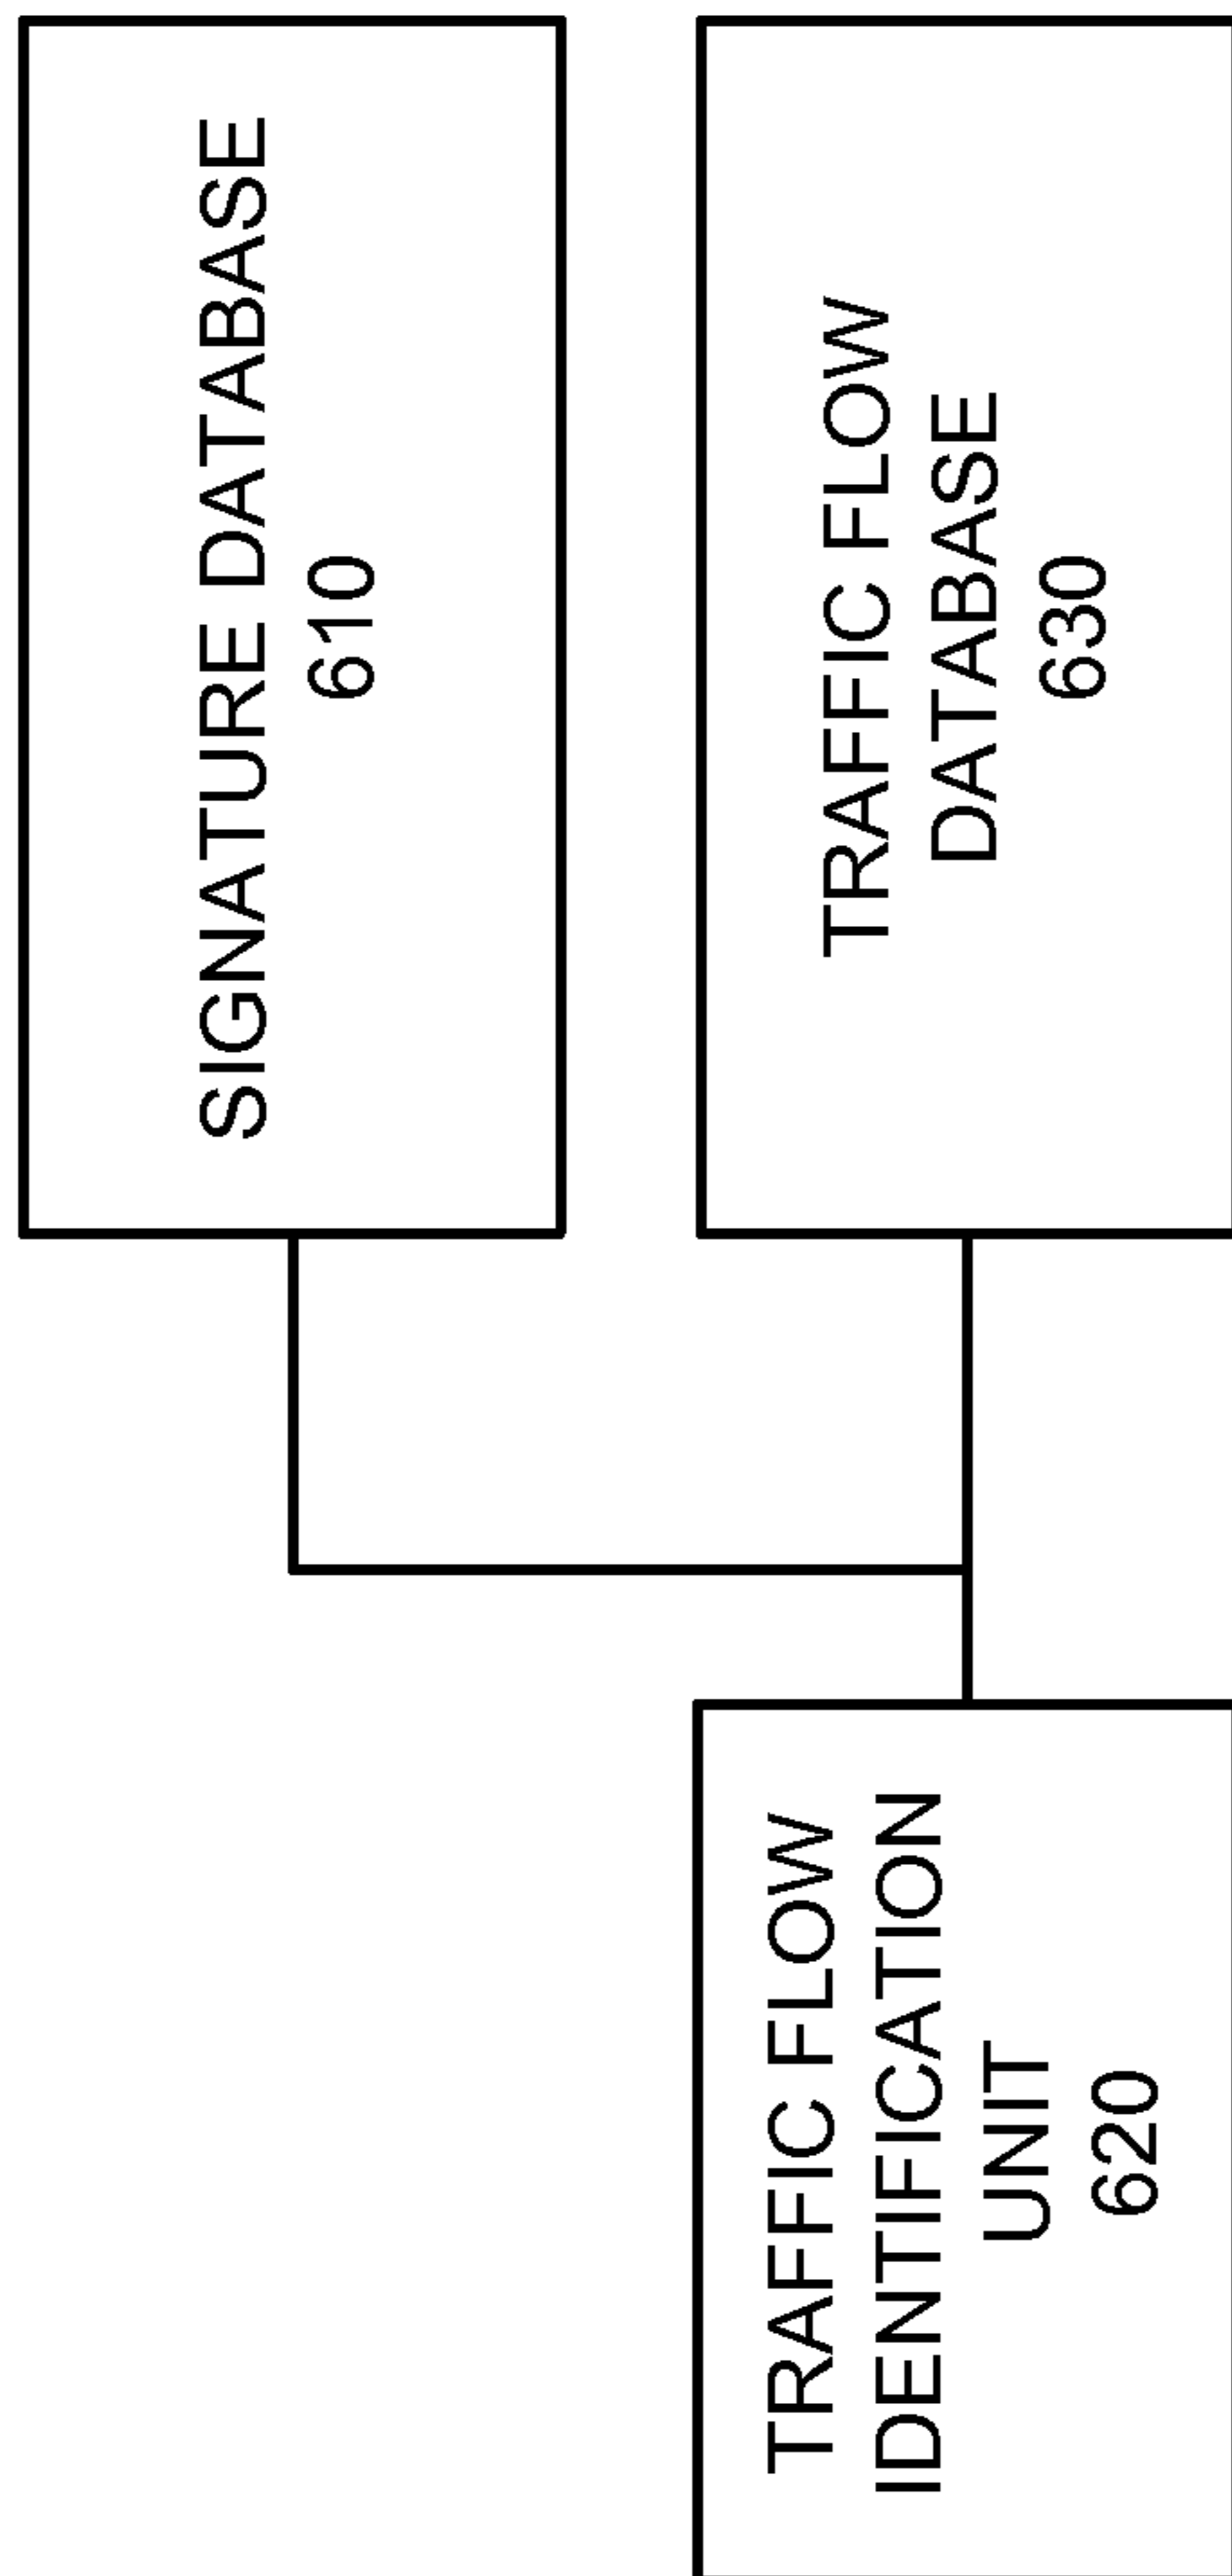 SIGNATURE DATABASE
610
TRAFFIC FLOW
IDENTIFICATION
UNIT
620
TRAFFIC FLOW
DATABASE
630